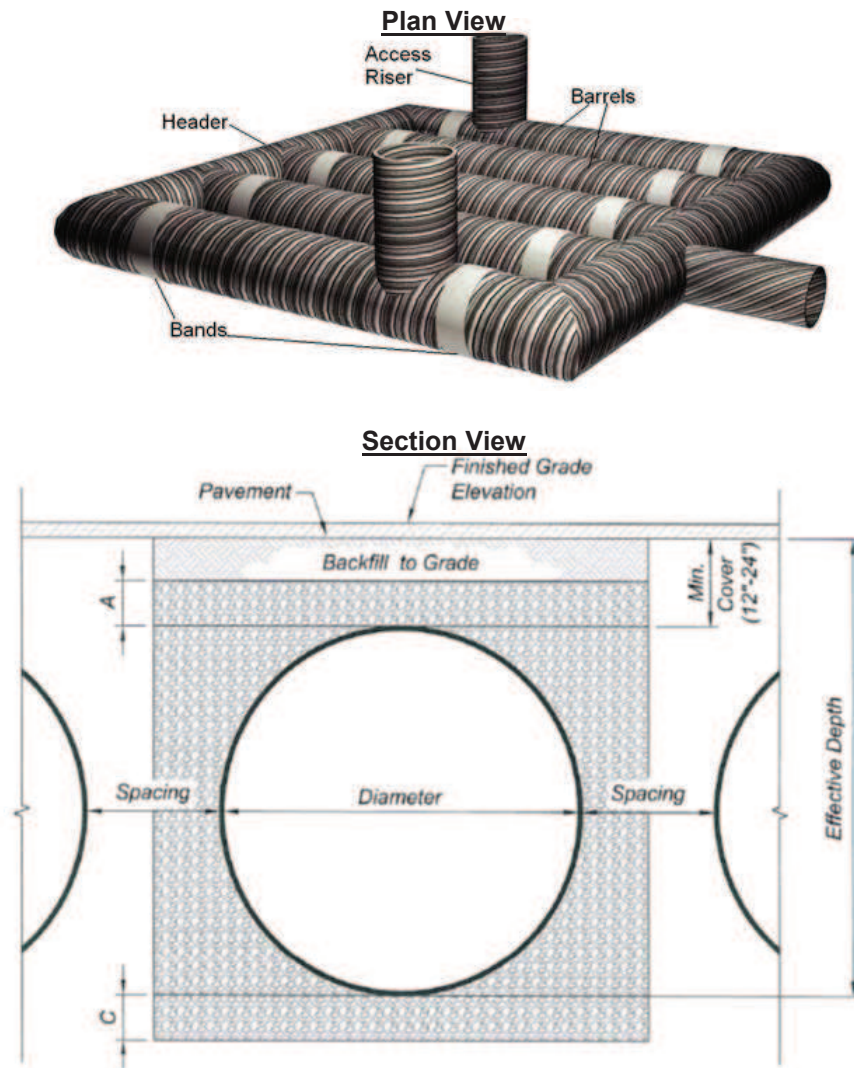 Plan View
Access
Riser
Barrels
Header
Bands
Section View
Finished Grade
Elevation
Pavement
Backfill to Grade
A
Min.
Cover
(12"-24")
Effective Depth
Spacing
Diameter
Spacing
C